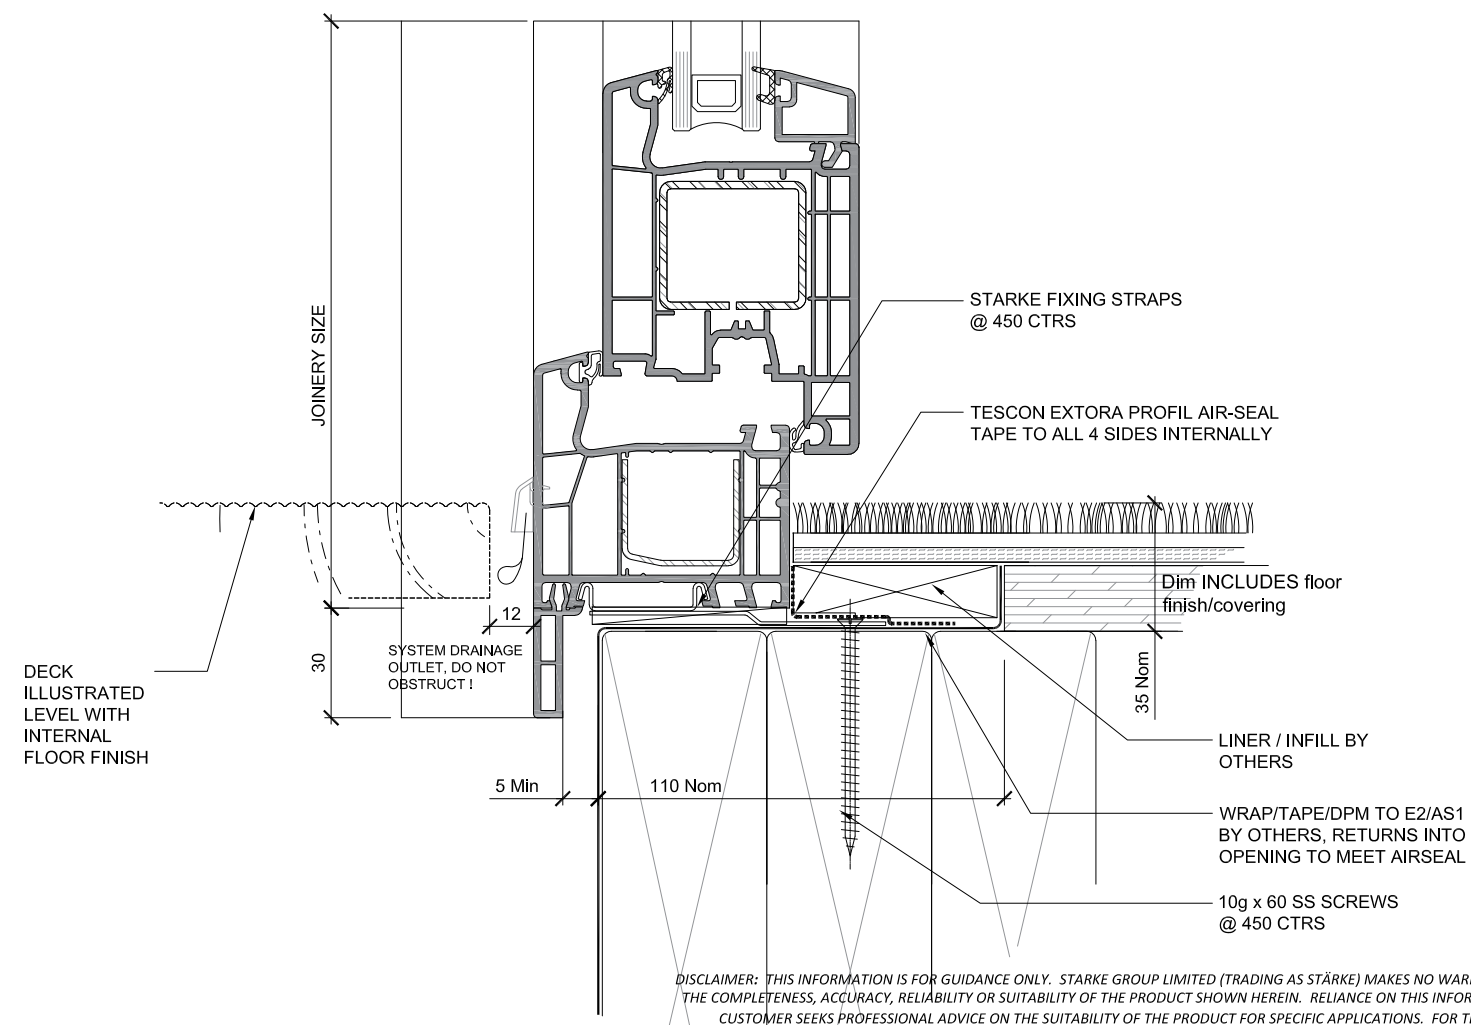 JOINERY SIZE
STARKE FIXING STRAPS
@ 450 CTRS
TESCON EXTORA PROFIL AIR-SEAL
TAPE TO ALL 4 SIDES INTERNALLY
Dim INCLUDES floor
finish/covering
12
30
SYSTEM DRAINAGE
OUTLET, DO NOT
OBSTRUCT !
DECK
ILLUSTRATED
LEVEL WITH
INTERNAL
FLOOR FINISH
35 Nom
5 Min
110 Nom
LINER / INFILL BY
OTHERS
WRAP/TAPE/DPM TO E2/AS1
BY OTHERS, RETURNS INTO
OPENING TO MEET AIRSEAL
10g x 60 SS SCREWS
@ 450 CTRS
DISCLAIMER: THIS INFORMATION IS FOR GUIDANCE ONLY. STARKE GROUP LIMITED (TRADING AS STÄRKE) MAKES NO
THE COMPLETENESS, ACCURACY, RELIABILITY OR SUITABILITY OF THE PRODUCT SHOWN HEREIN. RELIANCE ON THIS
CUSTOMER SEEKS PROFESSIONAL ADVICE ON THE SUITABILITY OF THE PRODUCT FOR SPECIFIC APPLICATIONS. FOR